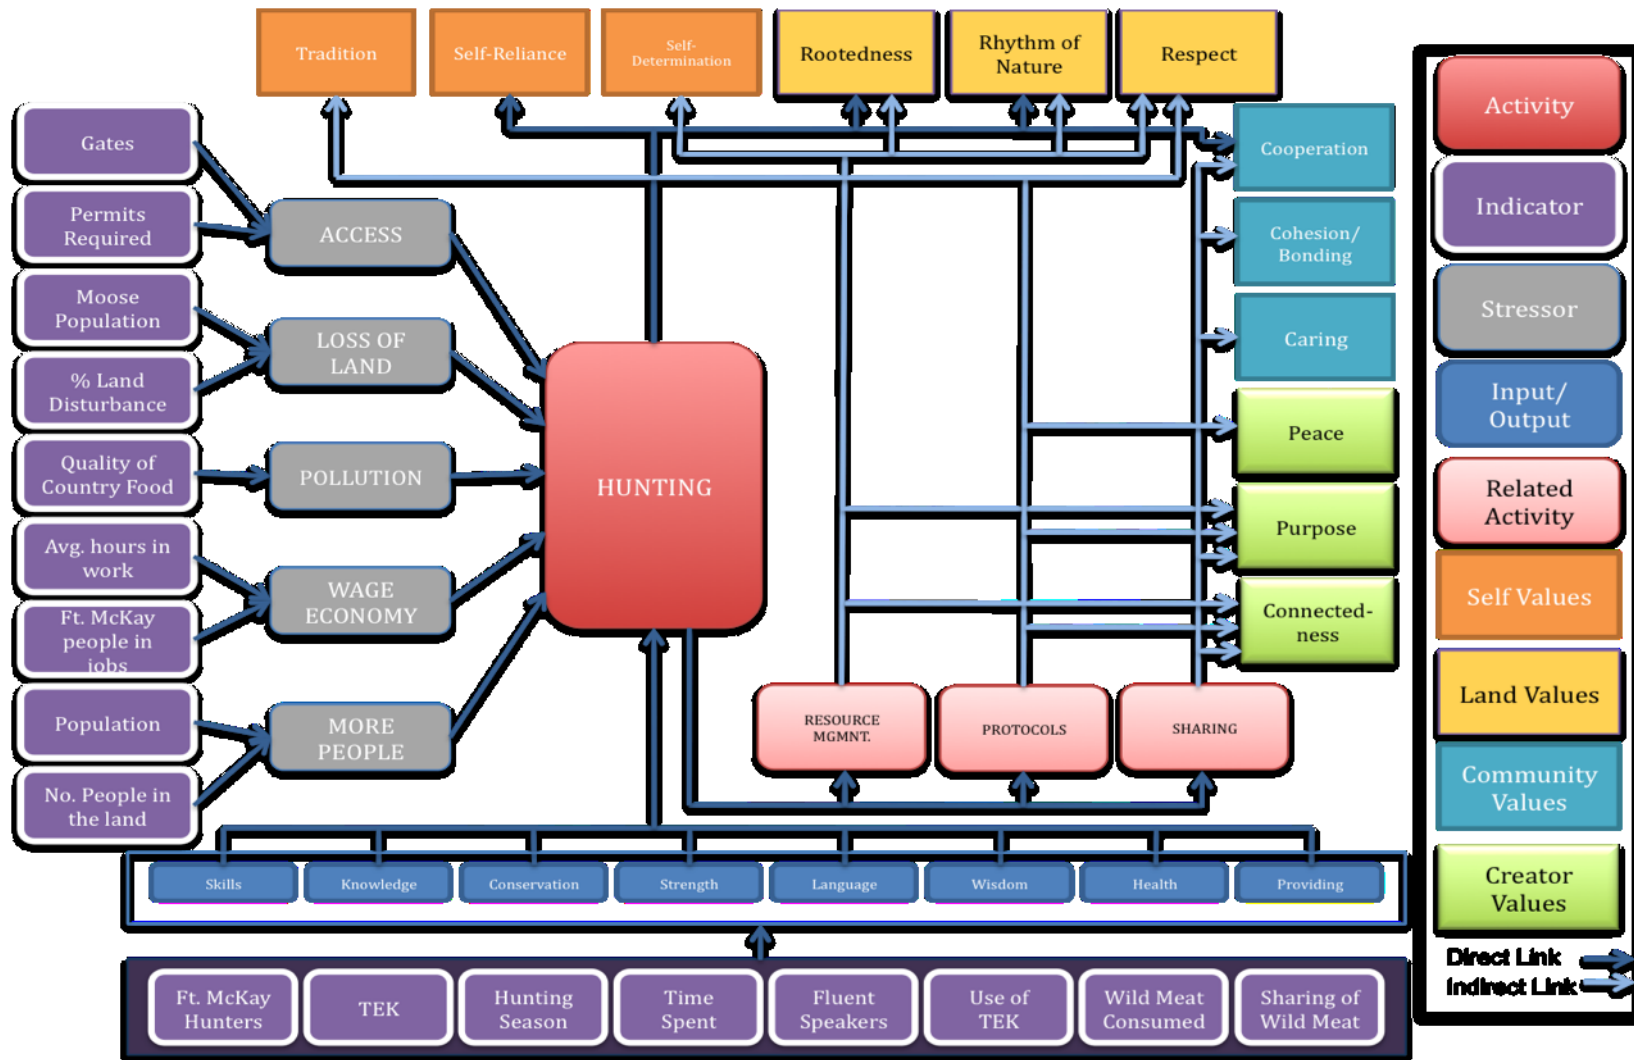 Tradition
Self-Reliance
Self-
Determination
Rootedness
Rhythm of
Nature
Respect
Gates
Permits
Required
Moose
Population
% Land
Disturbance
Quality of
Country Food
Avg. hours in
work
Ft. McKay
people in
jobs
Population
No. People in
the land
ACCESS
LOSS OF
LAND
POLLUTION
WAGE
ECONOMY
MORE
PEOPLE
HUNTING
Cooperation
Cohesion/
Bonding
Caring
Peace
Purpose
Connected-
ness
RESOURCE
MGMNT.
PROTOCOLS
SHARING
Skills
Knowledge
Conservation
Strength
Language
Wisdom
Health
Providing
Ft. McKay
Hunters
TEK
Hunting
Season
Time
Spent
Fluent
Speakers
Use of
TEK
Wild Meat
Consumed
Sharing of
Wild Meat
Activity
Indicator
Stressor
Input/
Output
Related
Activity
Self Values
Land Values
Community
Values
Creator
Values
Direct Link
Indirect Link